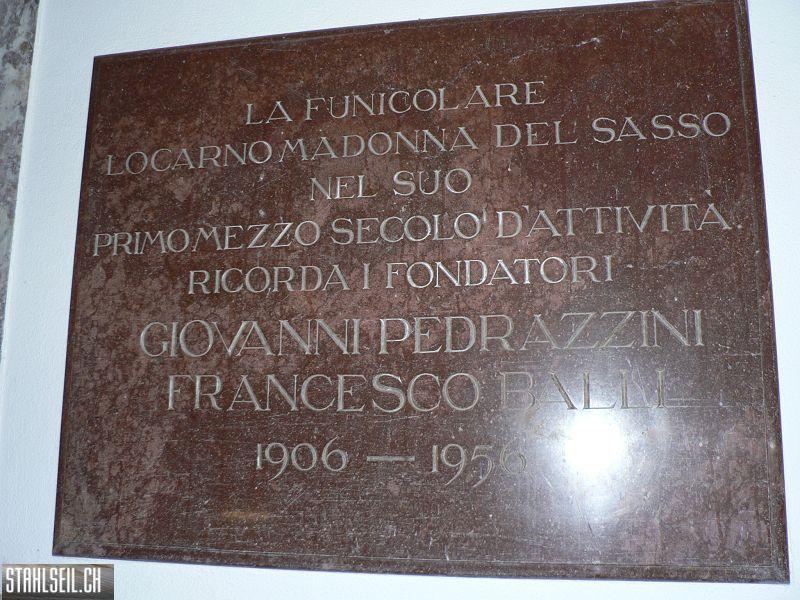 LA FUNICOLARE
LOCARNO MADONNA DEL SASSO
NEL SUO
PRIMO MEZZO SECOLO D'ATTIVITÀ
RICORDA I FONDATORI
GIOVANNI PEDRAZZINI
FRANCESCO BALLI
1906 — 1956
STAHLSEIL.CH